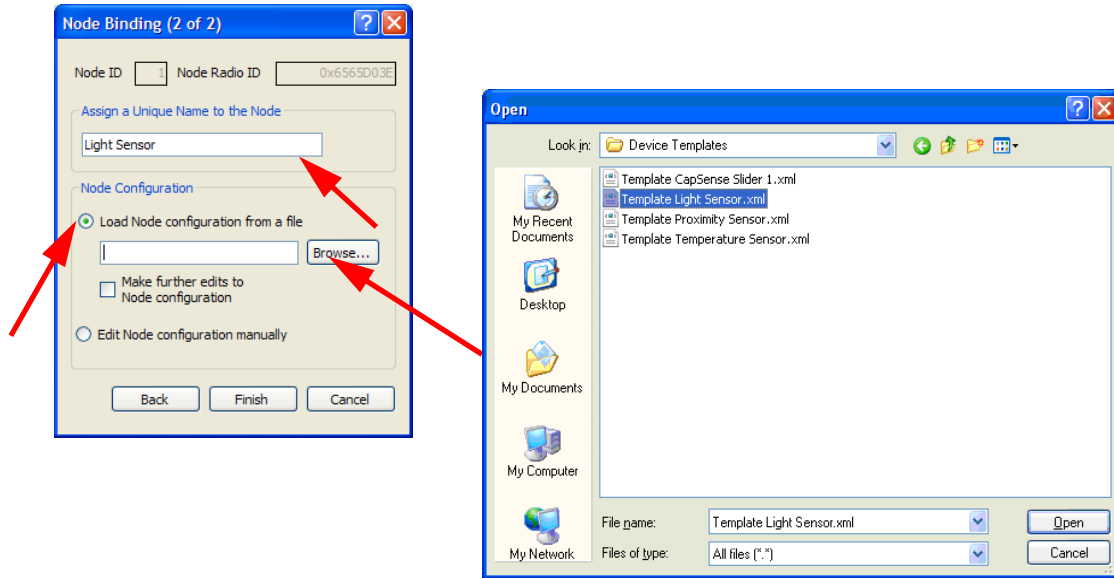 Node Binding (2 of 2)
Node ID 1 Node Radio ID 0x6565D03E
Assign a Unique Name to the Node
Light Sensor
Node Configuration
Load Node configuration from a file
Browse...
Make further edits to
Node configuration
Edit Node configuration manually
Back Finish Cancel
Open
Look in: Device Templates
My Recent
Documents
Desktop
My Documents
My Computer
My Network
Template CapSense Slider 1.xml
Template Light Sensor.xml
Template Proximity Sensor.xml
Template Temperature Sensor.xml
File name: Template Light Sensor.xml Open
Files of type: All files (*.*) Cancel